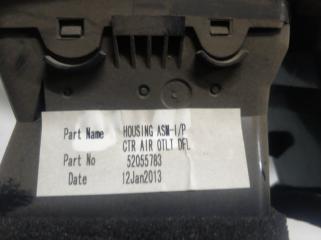 Part Name HOUSING ASM-I/P
CTR AIR OTLT DFL
Part No 52055783
Date 12Jan2013